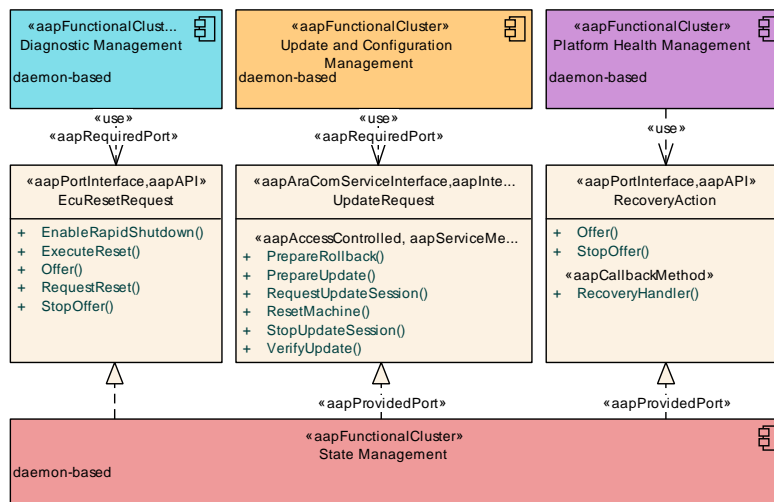 «aapFunctionalClust...
Diagnostic Management
daemon-based
«aapFunctionalCluster»
Update and Configuration
Management
daemon-based
«aapFunctionalCluster»
Platform Health Management
daemon-based
«use»
«aapRequiredPort»
«use»
«aapRequiredPort»
«use»
«aapPortInterface,aapAPI»
EcuResetRequest
+ EnableRapidShutdown()
+ ExecuteReset()
+ Offer()
+ RequestReset()
+ StopOffer()
«aapAraComServiceInterface,aapInte...
UpdateRequest
«aapAccessControlled, aapServiceMe...
+ PrepareRollback()
+ PrepareUpdate()
+ RequestUpdateSession()
+ ResetMachine()
+ StopUpdateSession()
+ VerifyUpdate()
«aapPortInterface,aapAPI»
RecoveryAction
+ Offer()
+ StopOffer()
«aapCallbackMethod»
+ RecoveryHandler()
«aapProvidedPort»
«aapProvidedPort»
«aapFunctionalCluster»
State Management
daemon-based